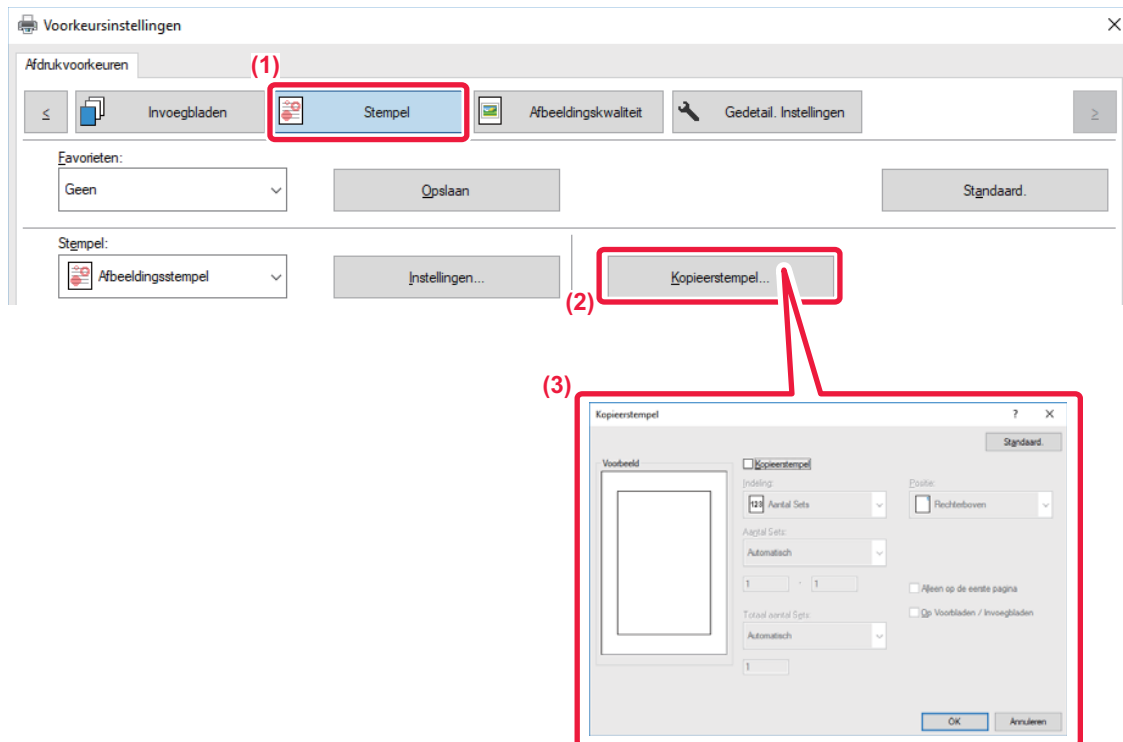 Voorkeursinstellingen
Afdrukvoorkeuren
(1)
< Invoegbladen Stempel Afbeeldingskwaliteit Gedetail. Instellingen >
Favorieten:
Geen Opslaan Standaard.
Stempel:
Afbeeldingsstempel Instellingen... Kopieerstempel...
(2)
(3)
Kopieerstempel ? X
Standaard.
Voorbeeld Kopieerstempel
Indeling: Positie:
123 Aantal Sets Rechterboven
Aantal Sets:
Automatisch
1 - 1 Alleen op de eerste pagina
Totaal aantal Sets: Op Voorbladen / Invoegbladen
Automatisch
1
OK Annuleren